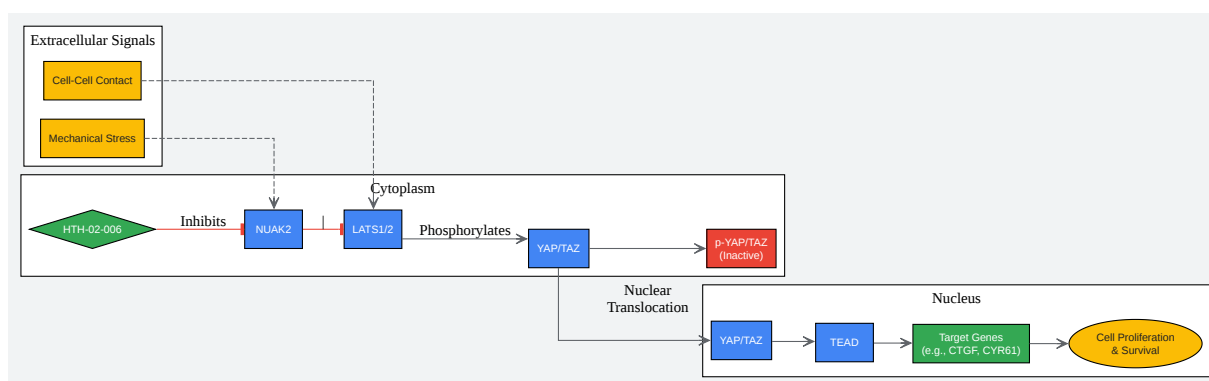 Extracellular Signals
Cell-Cell Contact
Mechanical Stress
Cytoplasm
HTH-02-006
Inhibits
NUAK2
|
LATS1/2
Phosphorylates
YAP/TAZ
p-YAP/TAZ
(Inactive)
Nuclear
Translocation
Nucleus
YAP/TAZ
TEAD
Target Genes
(e.g., CTGF, CYR61)
Cell Proliferation
& Survival